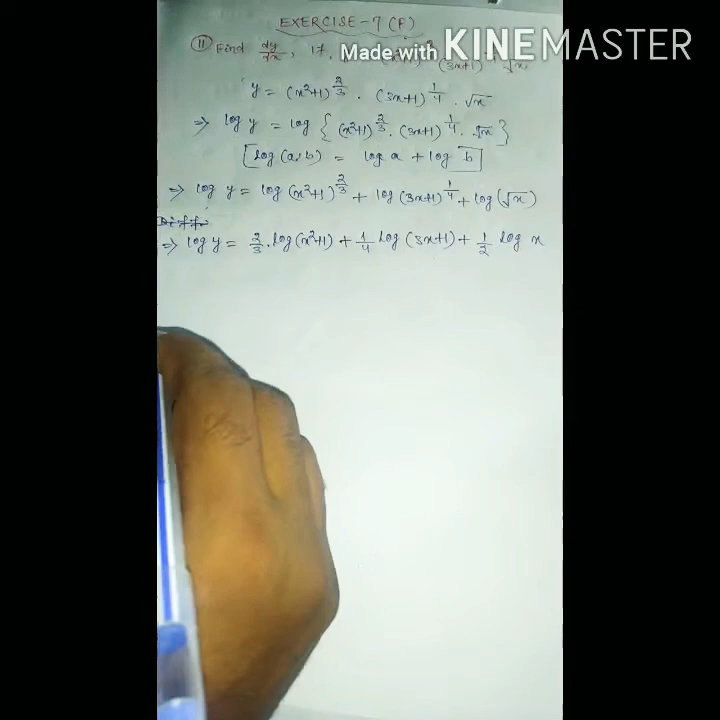 EXERCISE-7 (F)
(11) Find dy/dx, if, (3x+1) √x
Made with KINEMASTER
y = (x²+1)^2/3 . (3x+1)^1/4 . √x
⇒ log y = log { (x²+1)^2/3 . (3x+1)^1/4 . √x }
[log (a.b) = log a + log b]
⇒ log y = log (x²+1)^2/3 + log (3x+1)^1/4 + log (√x)
⇒ log y = 2/3 . log (x²+1) + 1/4 log (3x+1) + 1/2 log x